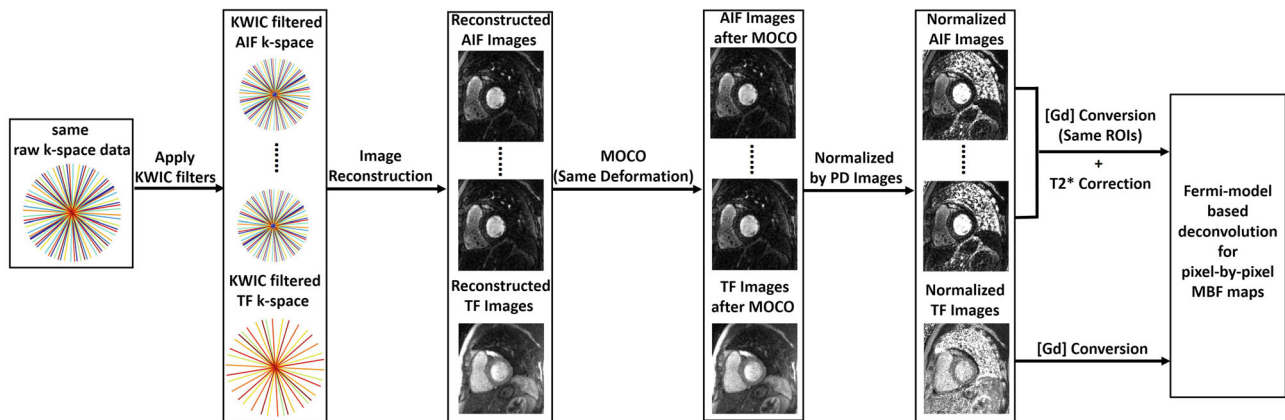 same
raw k-space data
Apply
KWIC filters
KWIC filtered
AIF k-space
KWIC filtered
TF k-space
Image
Reconstruction
Reconstructed
AIF Images
Reconstructed
TF Images
MOCO
(Same Deformation)
AIF Images
after MOCO
TF Images
after MOCO
Normalized
by PD Images
Normalized
AIF Images
Normalized
TF Images
[Gd] Conversion
(Same ROIs)
+
T2* Correction
[Gd] Conversion
Fermi-model
based
deconvolution
for
pixel-by-pixel
MBF maps